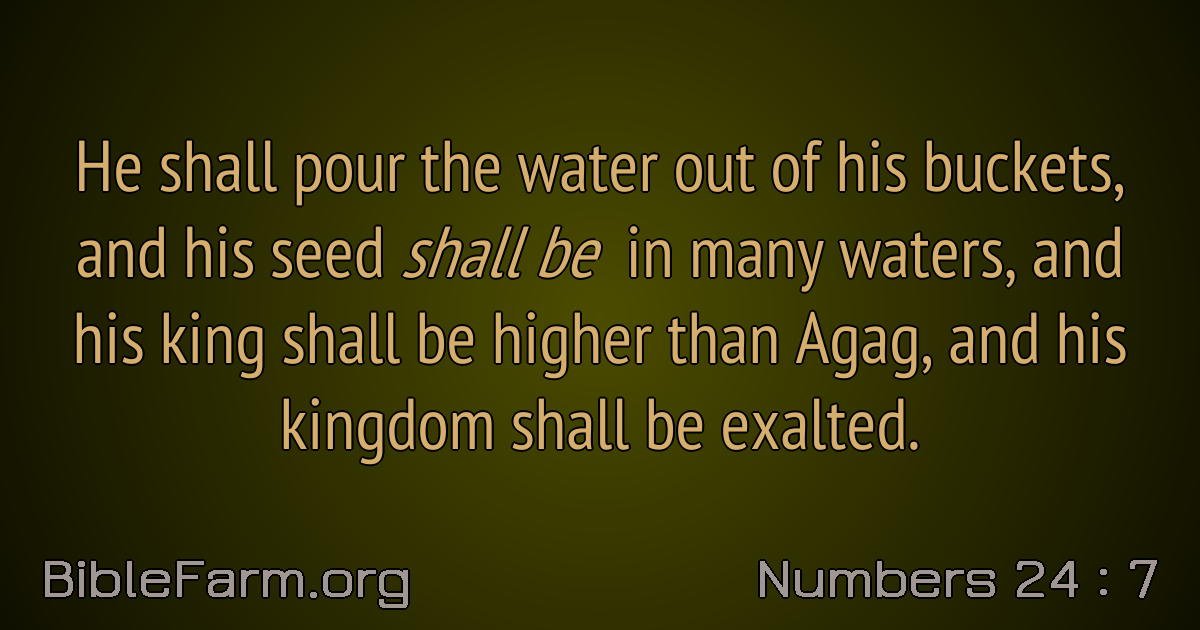 He shall pour the water out of his buckets,
and his seed shall be in many waters, and
his king shall be higher than Agag, and his
kingdom shall be exalted.
BibleFarm.org
Numbers 24 : 7